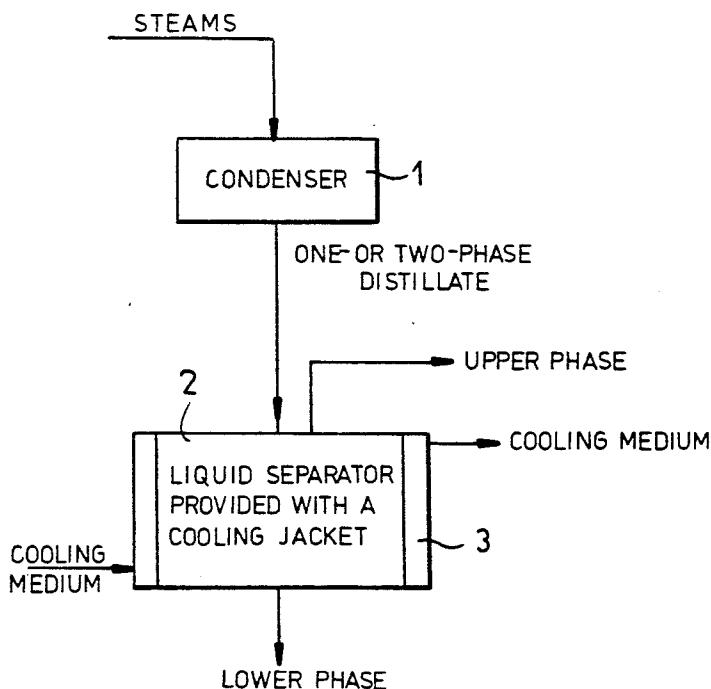 STEAMS
CONDENSER
1
ONE-OR TWO-PHASE
DISTILLATE
UPPER PHASE
2
COOLING MEDIUM
LIQUID SEPARATOR
PROVIDED WITH A
COOLING JACKET
3
COOLING
MEDIUM
LOWER PHASE